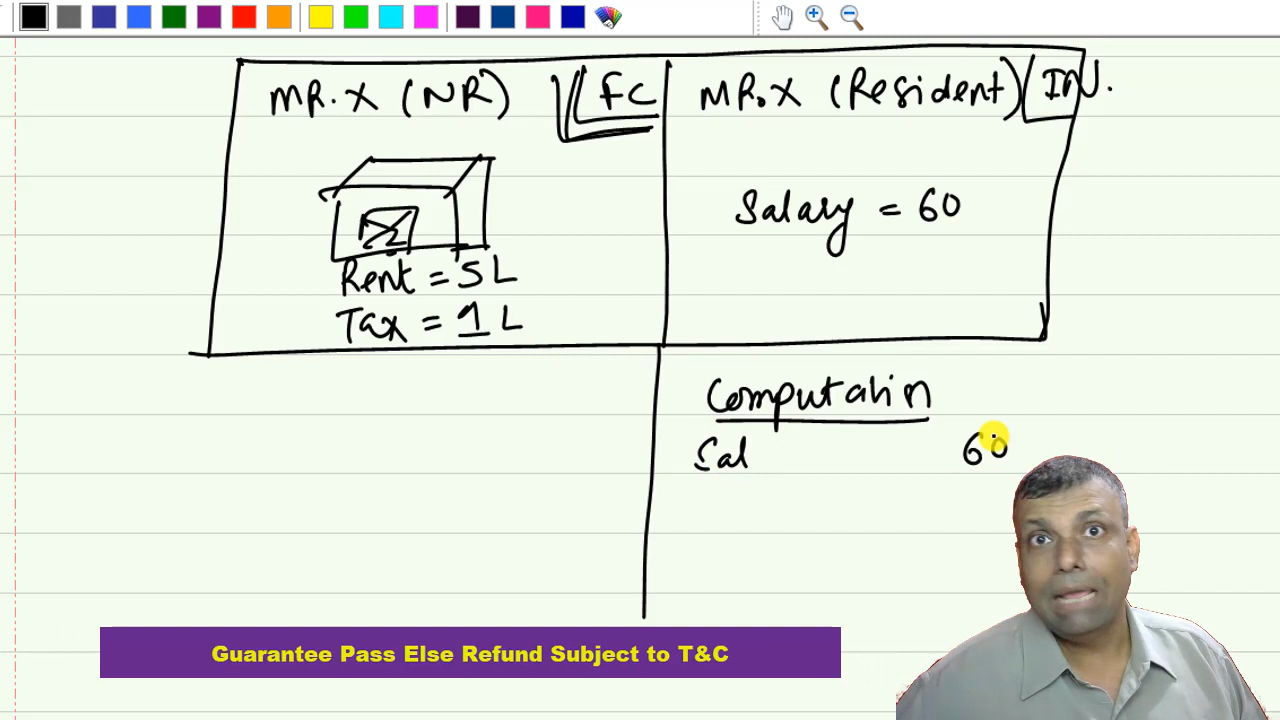 MR. X (NR) FC
MR. X (Resident) IND.
Salary = 60
Rent = 5 L
Tax = 1 L
Computation
Sal 60
Guarantee Pass Else Refund Subject to T&C